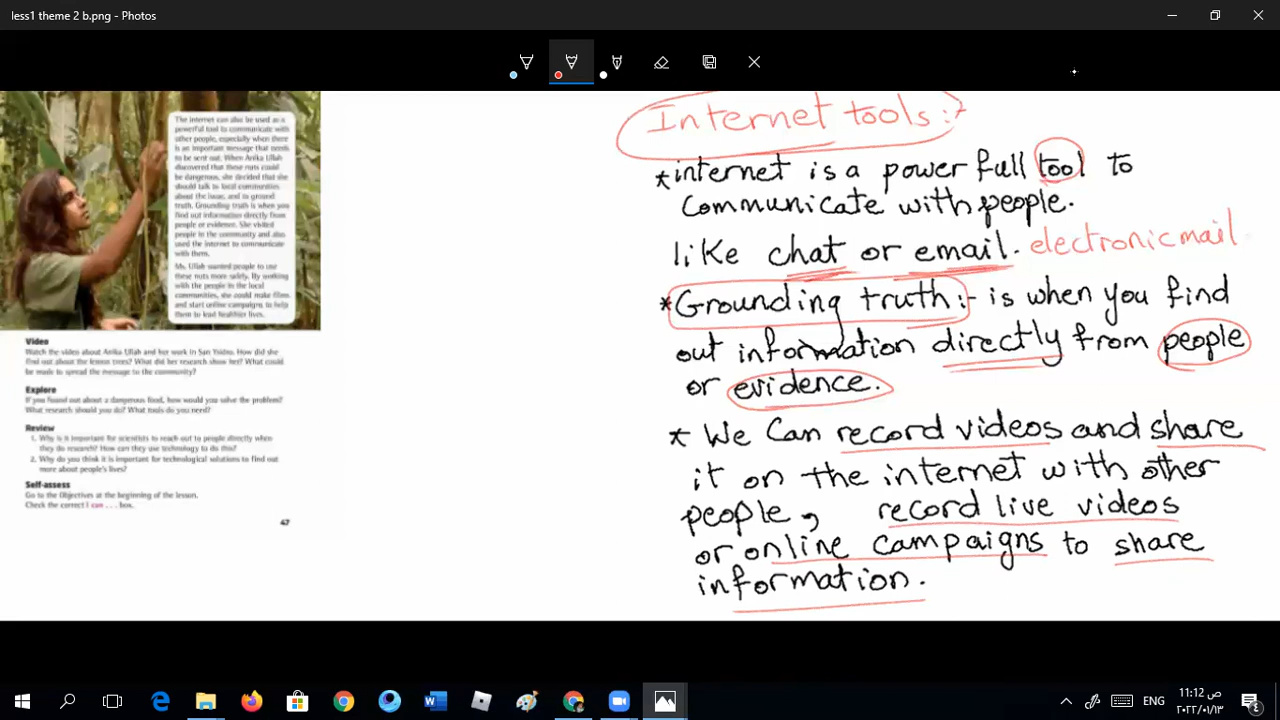 less1 theme 2 b.png - Photos
The internet can also be used as a
powerful tool to communicate with
other people, especially when there
is an important message that needs
to be sent out. When Anika Ullah
discovered that these nuts could
be dangerous, she decided that she
should talk to local communities
about the issue, and to ground
truth. Grounding truth is when you
find out information directly from
people or evidence. She visited
people in the community and also
used the internet to communicate
with them.
Ms. Ullah wanted people to use
these nuts more safely. By working
with the people in the local
communities, she could make films
and start online campaigns to help
them to lead healthier lives.
Video
Watch the video about Anika Ullah and her work in San Isidro. How did she
find out about the lemon trees? What did her research show her? What could
be made to spread the message to the community?
Explore
If you found out about a dangerous food, how would you solve the problem?
What research should you do? What tools do you need?
Review
1. Why is it important for scientists to reach out to people directly when
they do research? How can they use technology to do this?
2. Why do you think it is important for technological solutions to find out
more about people's lives?
Self-assess
Go to the Objectives at the beginning of the lesson.
Check the correct I can . . . box.
47
Internet tools:-
*internet is a power full tool to
communicate with people.
like chat or email. electronic mail
*Grounding truth:- is when you find
out information directly from people
or evidence.
* We Can record videos and share
it on the internet with other
people, record live videos
or online campaigns to share
information.
ENG
ص 11:12
٢٠٢٢/٠١/١٣